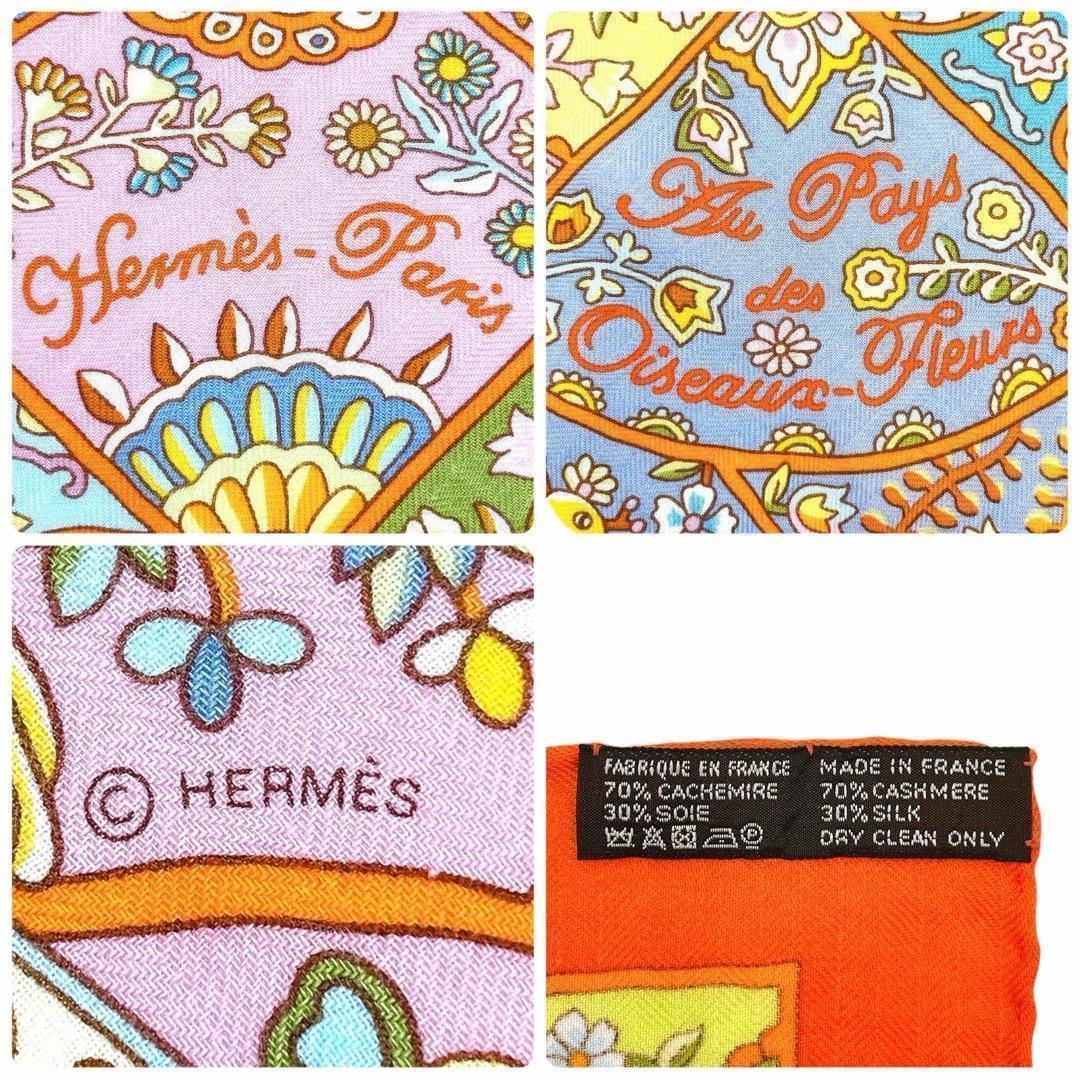 Hermès-Paris
Au Pays
des
Oiseaux-Fleurs
© HERMÈS
FABRIQUE EN FRANCE
70% CACHEMIRE
30% SOIE
MADE IN FRANCE
70% CASHMERE
30% SILK
DRY CLEAN ONLY